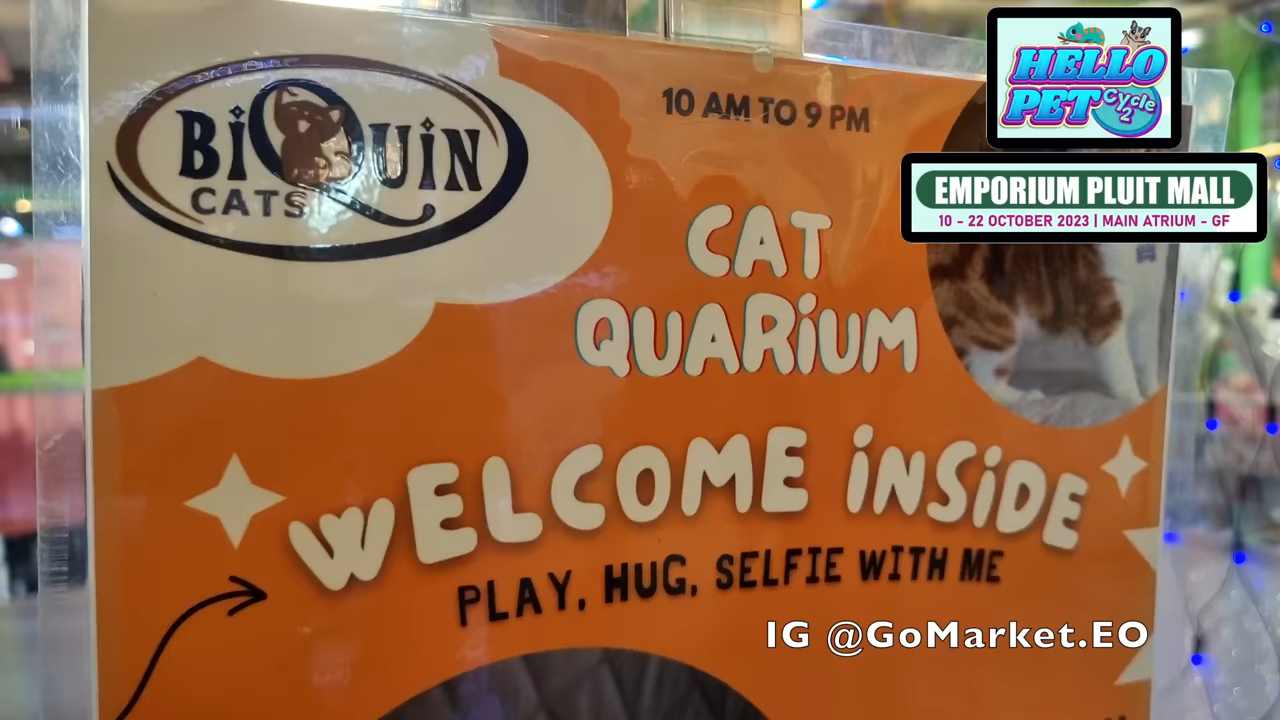 BiQUiN
CATS
10 AM TO 9 PM
HELLO
PET Cycle
2
EMPORIUM PLUIT MALL
10 - 22 OCTOBER 2023 | MAIN ATRIUM - GF
CAT
QUARiUM
WELCOME iNSiDE
PLAY, HUG, SELFIE WITH ME
IG @GoMarket.EO